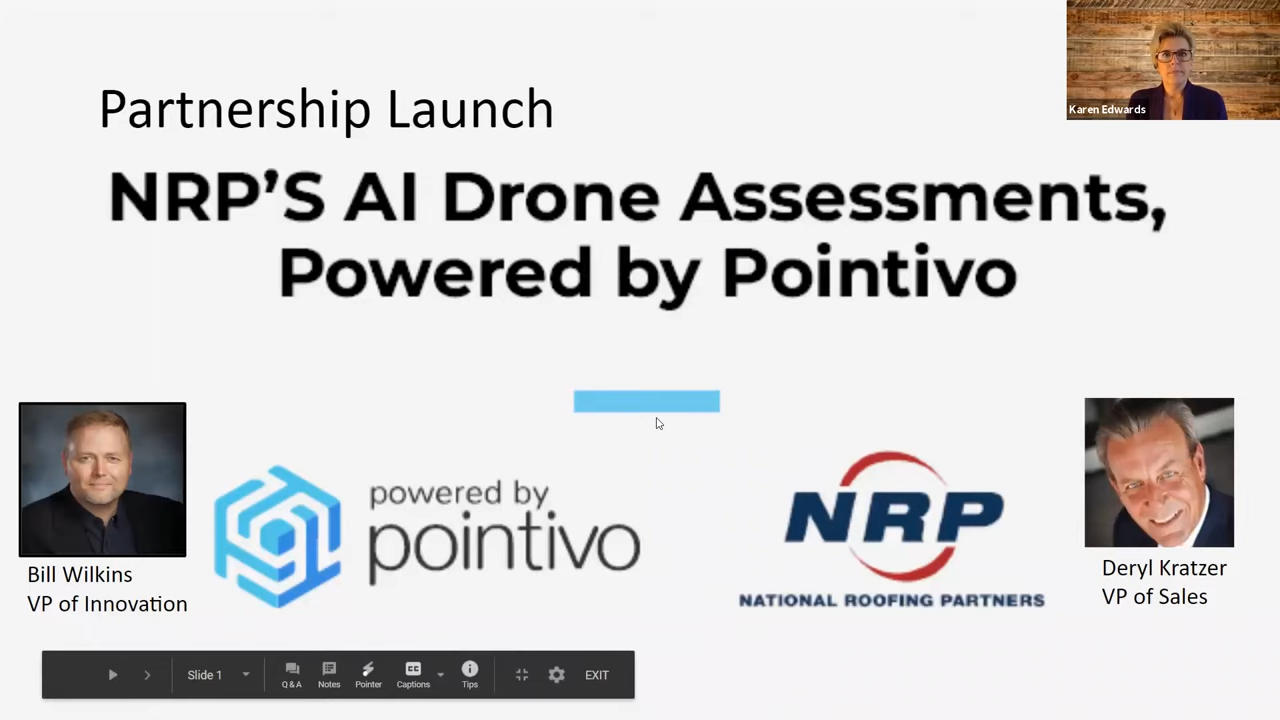 Partnership Launch
Karen Edwards
NRP'S AI Drone Assessments,
Powered by Pointivo
Bill Wilkins
VP of Innovation
powered by
pointivo
NRP
NATIONAL ROOFING PARTNERS
Deryl Kratzer
VP of Sales
Slide 1
Q & A
Notes
Pointer
CC
Captions
Tips
EXIT